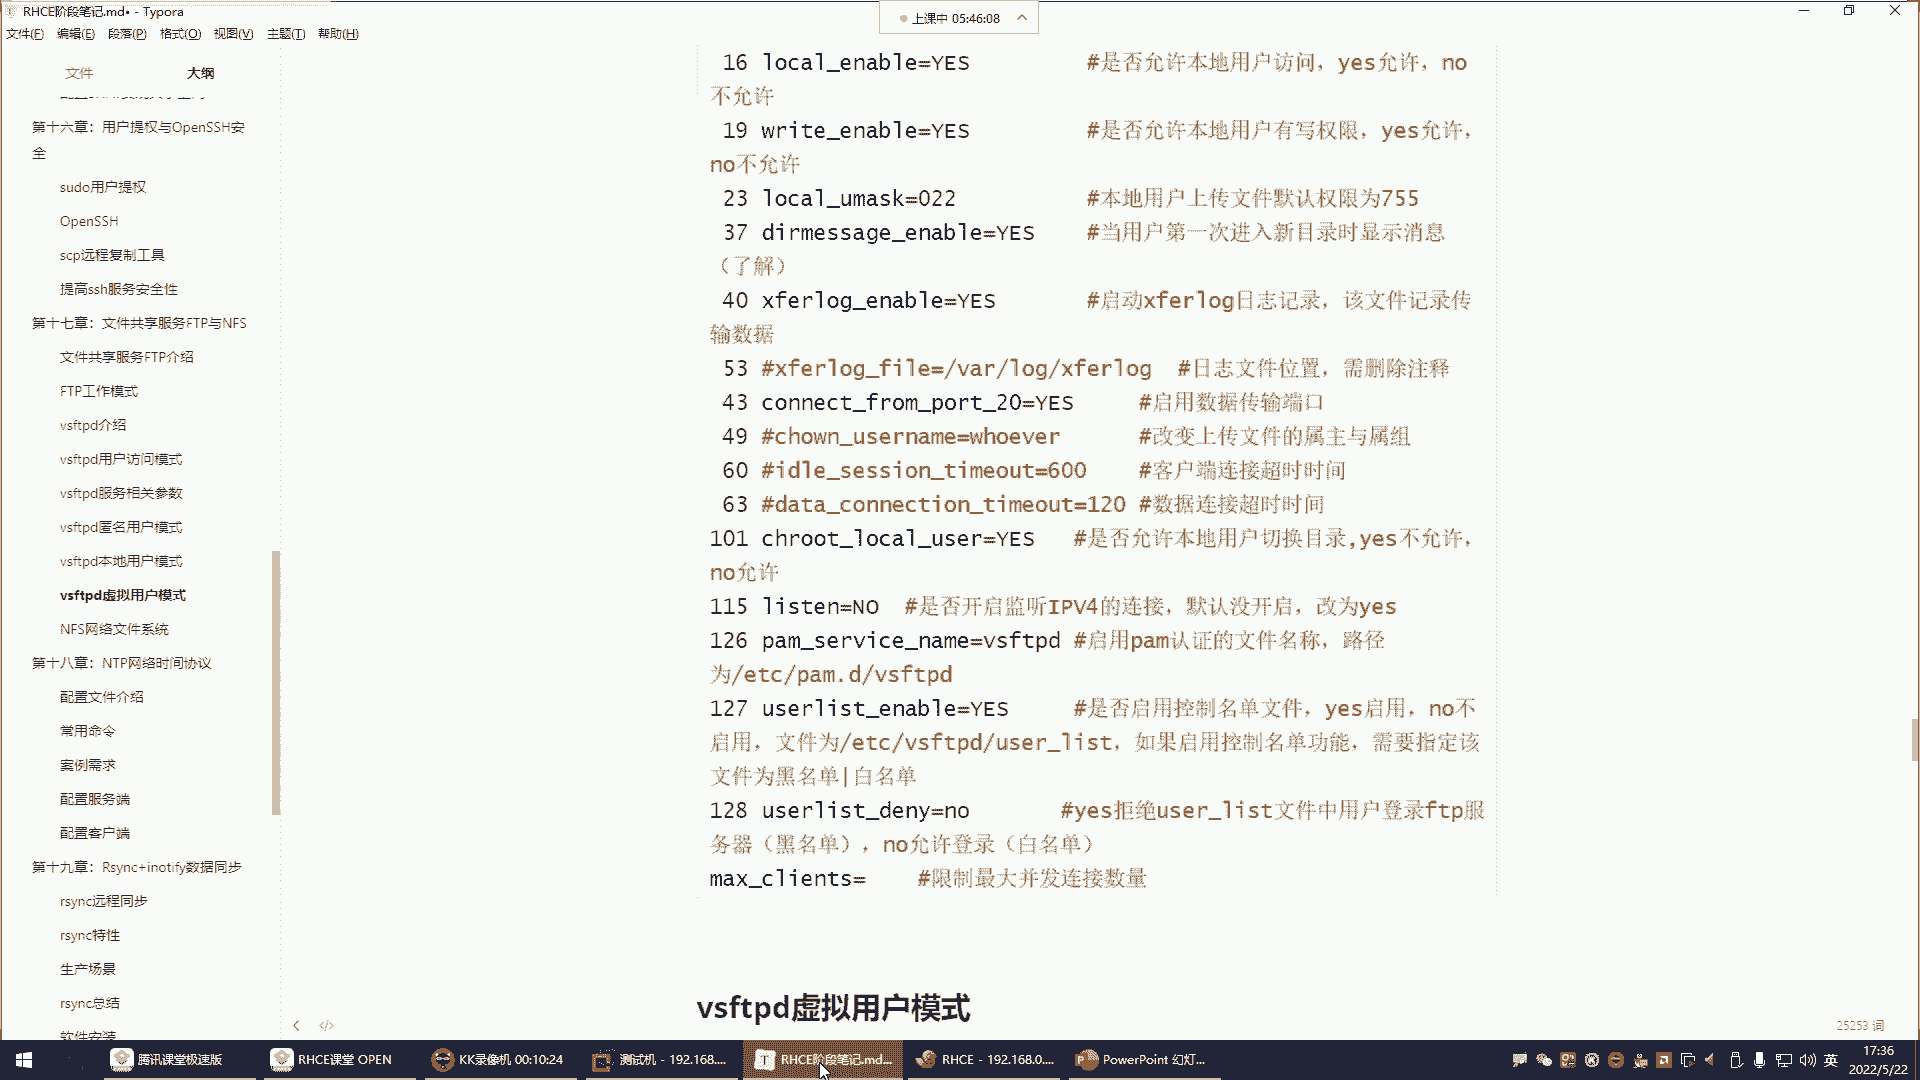 RHCE阶段笔记.md• - Typora
上课中 05:46:08
文件(F) 编辑(E) 段落(P) 格式(O) 视图(V) 主题(T) 帮助(H)
文件 大纲
第十六章：用户提权与OpenSSH安
全
sudo用户提权
OpenSSH
scp远程复制工具
提高ssh服务安全性
第十七章：文件共享服务FTP与NFS
文件共享服务FTP介绍
FTP工作模式
vsftpd介绍
vsftpd用户访问模式
vsftpd服务相关参数
vsftpd匿名用户模式
vsftpd本地用户模式
vsftpd虚拟用户模式
NFS网络文件系统
第十八章：NTP网络时间协议
配置文件介绍
常用命令
案例需求
配置服务端
配置客户端
第十九章：Rsync+inotify数据同步
rsync远程同步
rsync特性
生产场景
rsync总结
软件安装
16 local_enable=YES #是否允许本地用户访问，yes允许，no
不允许
19 write_enable=YES #是否允许本地用户有写权限，yes允许，
no不允许
23 local_umask=022 #本地用户上传文件默认权限为755
37 dirmessage_enable=YES #当用户第一次进入新目录时显示消息
（了解）
40 xferlog_enable=YES #启动xferlog日志记录，该文件记录传
输数据
53 #xferlog_file=/var/log/xferlog #日志文件位置，需删除注释
43 connect_from_port_20=YES #启用数据传输端口
49 #chown_username=whoever #改变上传文件的属主与属组
60 #idle_session_timeout=600 #客户端连接超时时间
63 #data_connection_timeout=120 #数据连接超时时间
101 chroot_local_user=YES #是否允许本地用户切换目录,yes不允许，
no允许
115 listen=NO #是否开启监听IPV4的连接，默认没开启，改为yes
126 pam_service_name=vsftpd #启用pam认证的文件名称，路径
为/etc/pam.d/vsftpd
127 userlist_enable=YES #是否启用控制名单文件，yes启用，no不
启用，文件为/etc/vsftpd/user_list，如果启用控制名单功能，需要指定该
文件为黑名单|白名单
128 userlist_deny=no #yes拒绝user_list文件中用户登录ftp服
务器（黑名单），no允许登录（白名单）
max_clients= #限制最大并发连接数量
vsftpd虚拟用户模式
25253 词
腾讯课堂极速版 RHCE课堂 OPEN KK录像机 00:10:24 测试机 - 192.168.... RHCE阶段笔记.md... RHCE - 192.168.0.... PowerPoint 幻灯... 英 17:36
2022/5/22